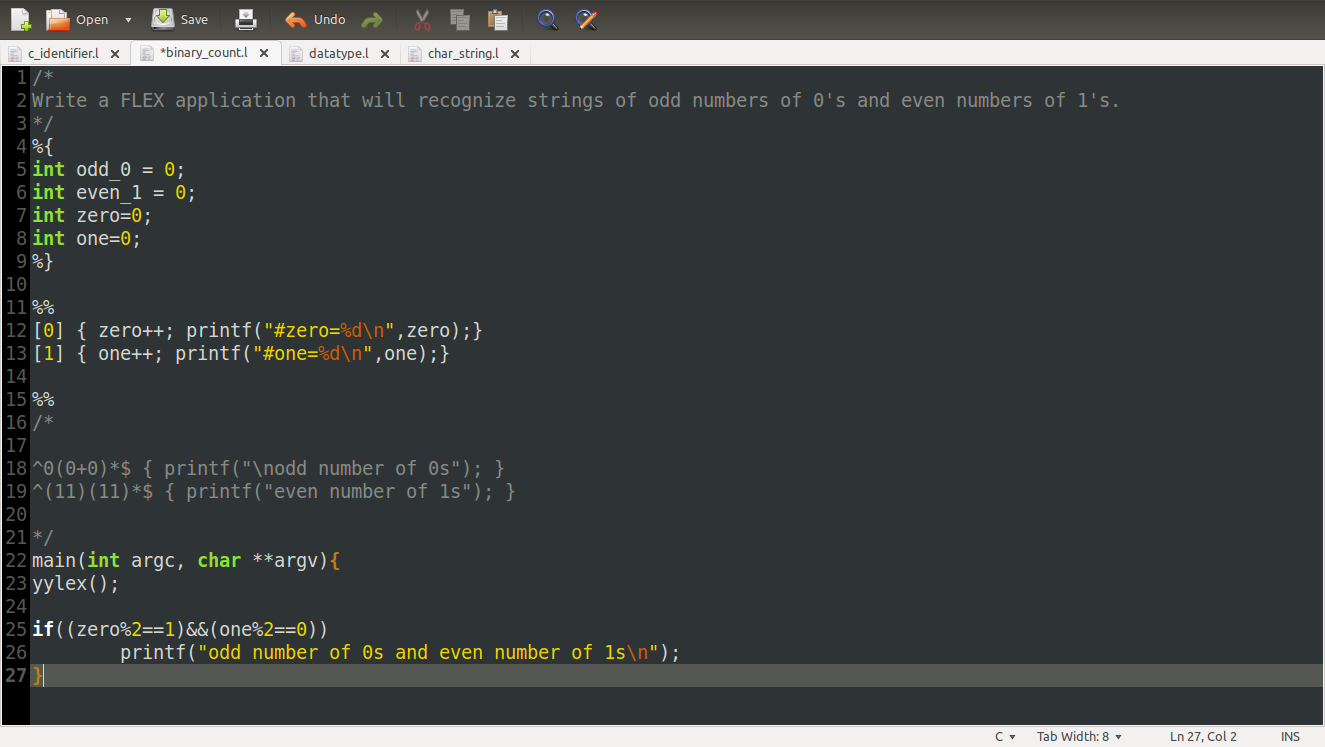 Open Save Undo
c_identifier.l *binary_count.l datatype.l char_string.l
1 /*
2 Write a FLEX application that will recognize strings of odd numbers of 0's and even numbers of 1's.
3 */
4 %{
5 int odd_0 = 0;
6 int even_1 = 0;
7 int zero=0;
8 int one=0;
9 %}
10
11 %%
12 [0] { zero++; printf("#zero=%d\n",zero);}
13 [1] { one++; printf("#one=%d\n",one);}
14
15 %%
16 /*
17
18 ^0(0+0)*$ { printf("\nodd number of 0s"); }
19 ^(11)(11)*$ { printf("even number of 1s"); }
20
21 */
22 main(int argc, char **argv){
23 yylex();
24
25 if((zero%2==1)&&(one%2==0))
26         printf("odd number of 0s and even number of 1s\n");
27 }
C Tab Width: 8 Ln 27, Col 2 INS